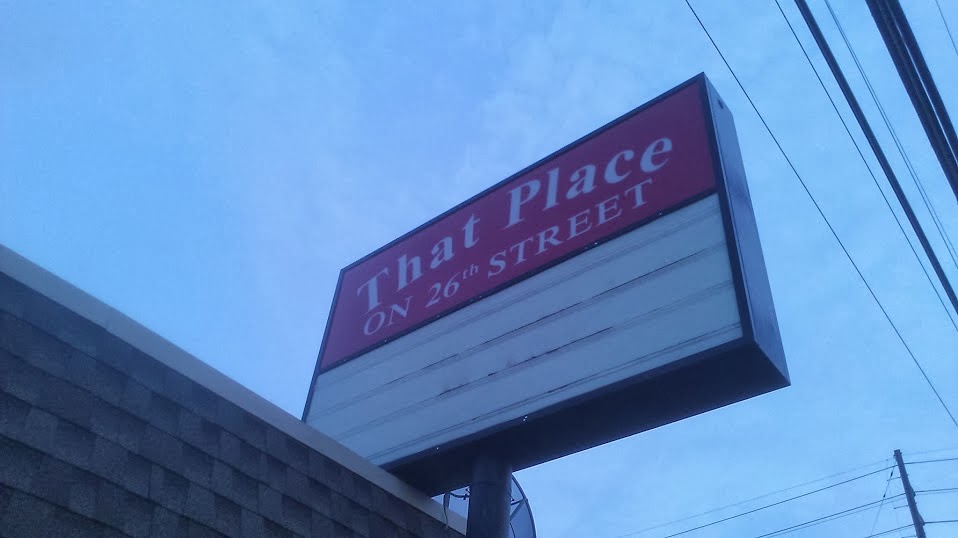 That Place
ON 26th STREET